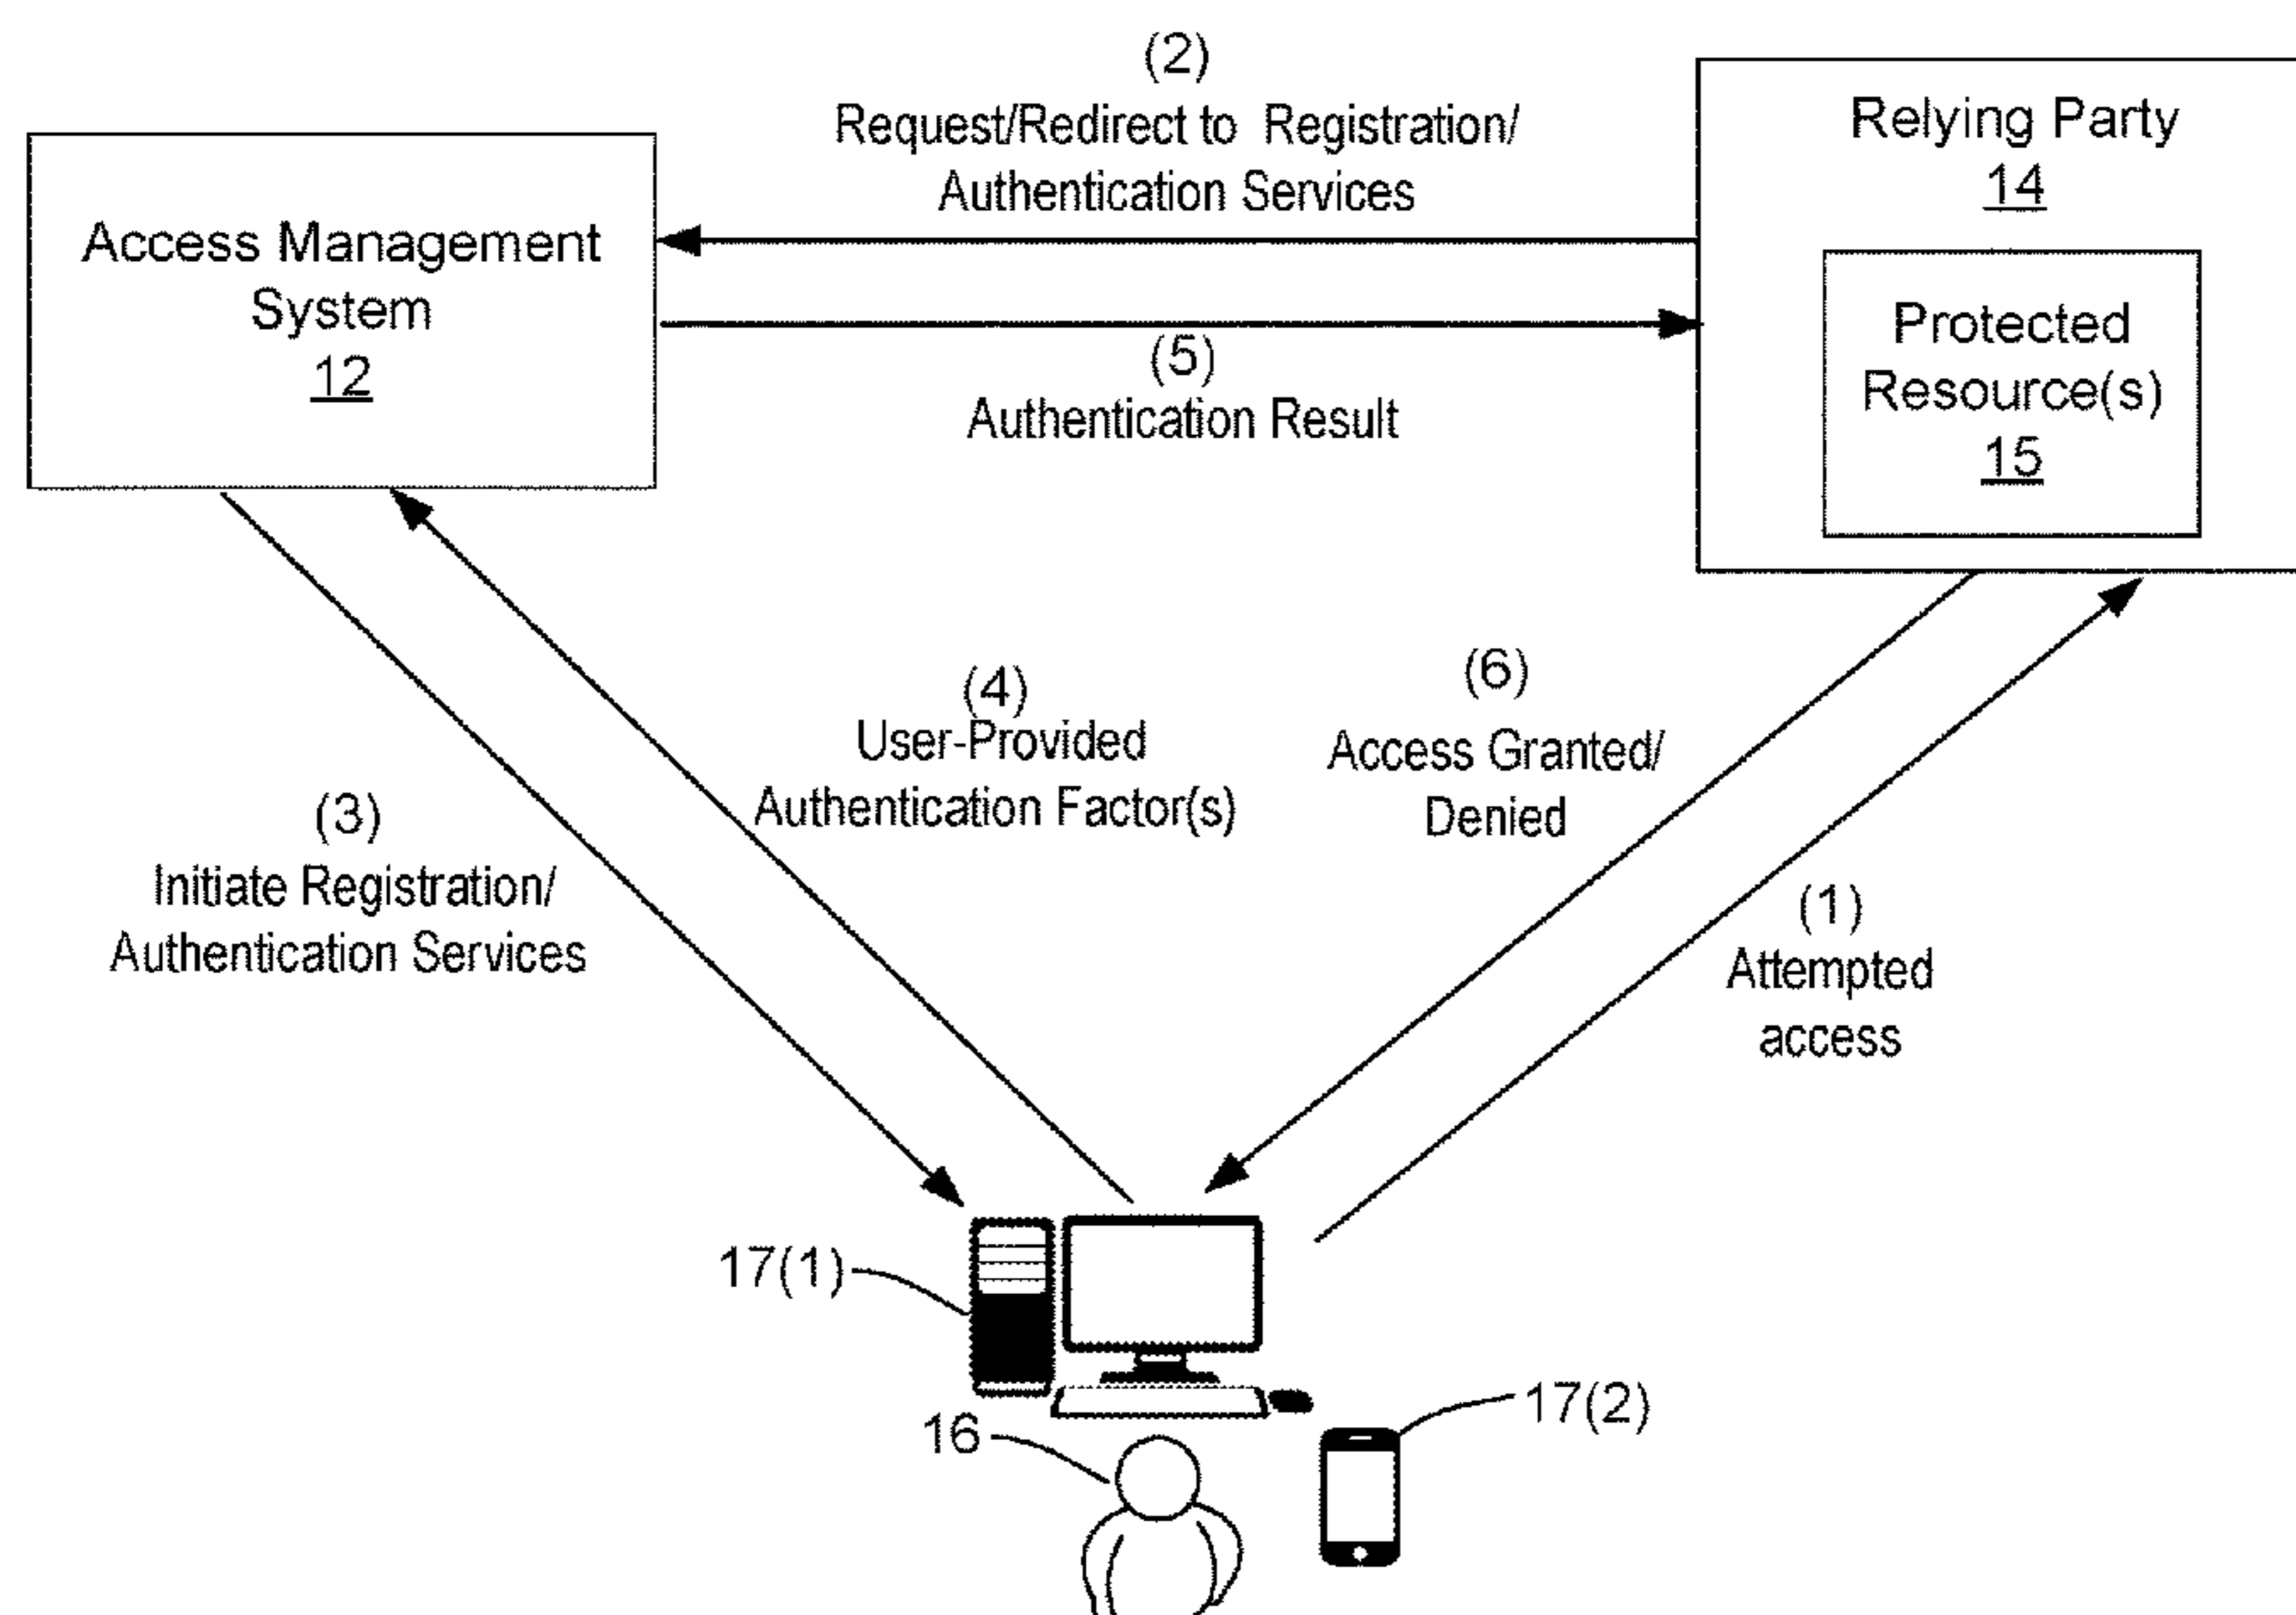 (2)
Request/Redirect to Registration/
Authentication Services
Relying Party
14
Access Management
System
12
Protected
Resource(s)
15
(5)
Authentication Result
(4)
User-Provided
Authentication Factor(s)
(6)
Access Granted/
Denied
(3)
Initiate Registration/
Authentication Services
(1)
Attempted
access
17(1)
17(2)
16